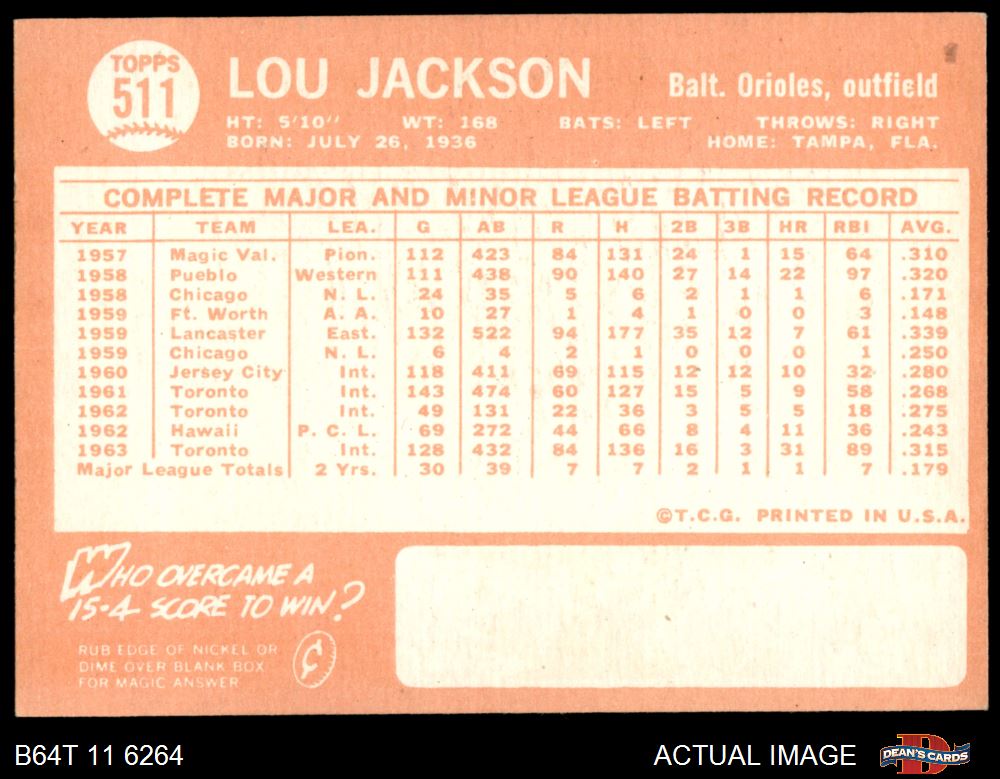 TOPPS
511
LOU JACKSON
Balt. Orioles, outfield
HT: 5'10" WT: 168 BATS: LEFT THROWS: RIGHT
BORN: JULY 26, 1936 HOME: TAMPA, FLA.
COMPLETE MAJOR AND MINOR LEAGUE BATTING RECORD
YEAR TEAM LEA. G AB R H 2B 3B HR RBI AVG.
1957 Magic Val. Pion. 112 423 84 131 24 1 15 64 .310
1958 Pueblo Western 111 438 90 140 27 14 22 97 .320
1958 Chicago N. L. 24 35 5 6 2 1 1 6 .171
1959 Ft. Worth A. A. 10 27 1 4 1 0 0 3 .148
1959 Lancaster East. 132 522 94 177 35 12 7 61 .339
1959 Chicago N. L. 6 4 2 1 0 0 0 1 .250
1960 Jersey City Int. 118 411 69 115 12 12 10 32 .280
1961 Toronto Int. 143 474 60 127 15 5 9 58 .268
1962 Toronto Int. 49 131 22 36 3 5 5 18 .275
1962 Hawaii P. C. L. 69 272 44 66 8 4 11 36 .243
1963 Toronto Int. 128 432 84 136 16 3 31 89 .315
Major League Totals 2 Yrs. 30 39 7 7 2 1 1 7 .179
©T.C.G. PRINTED IN U.S.A.
WHO OVERCAME A
15-4 SCORE TO WIN?
RUB EDGE OF NICKEL OR
DIME OVER BLANK BOX
FOR MAGIC ANSWER
¢
B64T 11 6264 ACTUAL IMAGE
D
DEAN'S CARDS